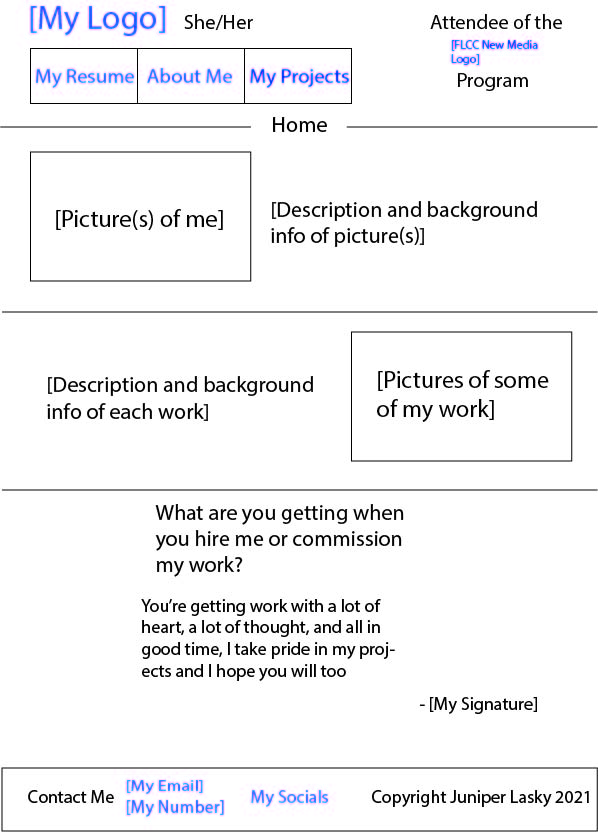 [My Logo] She/Her
Attendee of the
[FLCC New Media
Logo]
Program
My Resume About Me My Projects
Home
[Picture(s) of me]
[Description and background
info of picture(s)]
[Description and background
info of each work]
[Pictures of some
of my work]
What are you getting when
you hire me or commission
my work?
You’re getting work with a lot of
heart, a lot of thought, and all in
good time, I take pride in my proj-
ects and I hope you will too
- [My Signature]
Contact Me
[My Email]
[My Number]
My Socials
Copyright Juniper Lasky 2021